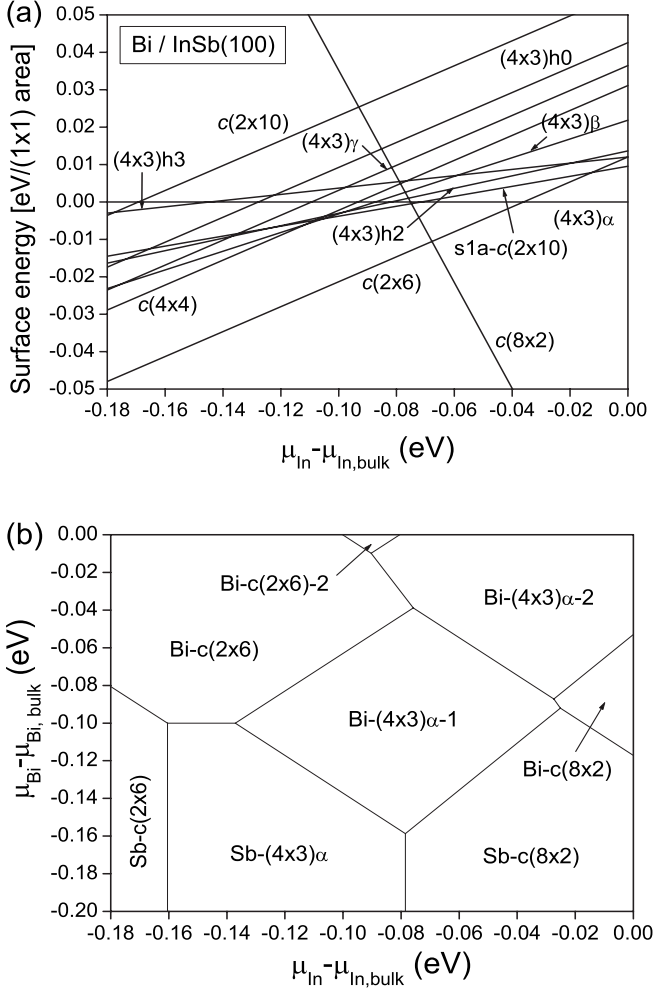 (a)
Bi / InSb(100)
Surface energy [eV/(1x1) area]
0.05
0.04
0.03
0.02
0.01
0.00
-0.01
-0.02
-0.03
-0.04
-0.05
c(2x10)
(4x3)h0
(4x3)γ
(4x3)β
(4x3)h3
(4x3)h2
(4x3)α
s1a-c(2x10)
c(2x6)
c(4x4)
c(8x2)
-0.18 -0.16 -0.14 -0.12 -0.10 -0.08 -0.06 -0.04 -0.02 0.00
μIn-μIn,bulk (eV)
(b)
μBi-μBi, bulk (eV)
0.00
-0.02
-0.04
-0.06
-0.08
-0.10
-0.12
-0.14
-0.16
-0.18
-0.20
Bi-c(2x6)-2
Bi-(4x3)α-2
Bi-c(2x6)
Bi-(4x3)α-1
Bi-c(8x2)
Sb-c(2x6)
Sb-(4x3)α
Sb-c(8x2)
-0.18 -0.16 -0.14 -0.12 -0.10 -0.08 -0.06 -0.04 -0.02 0.00
μIn-μIn,bulk (eV)